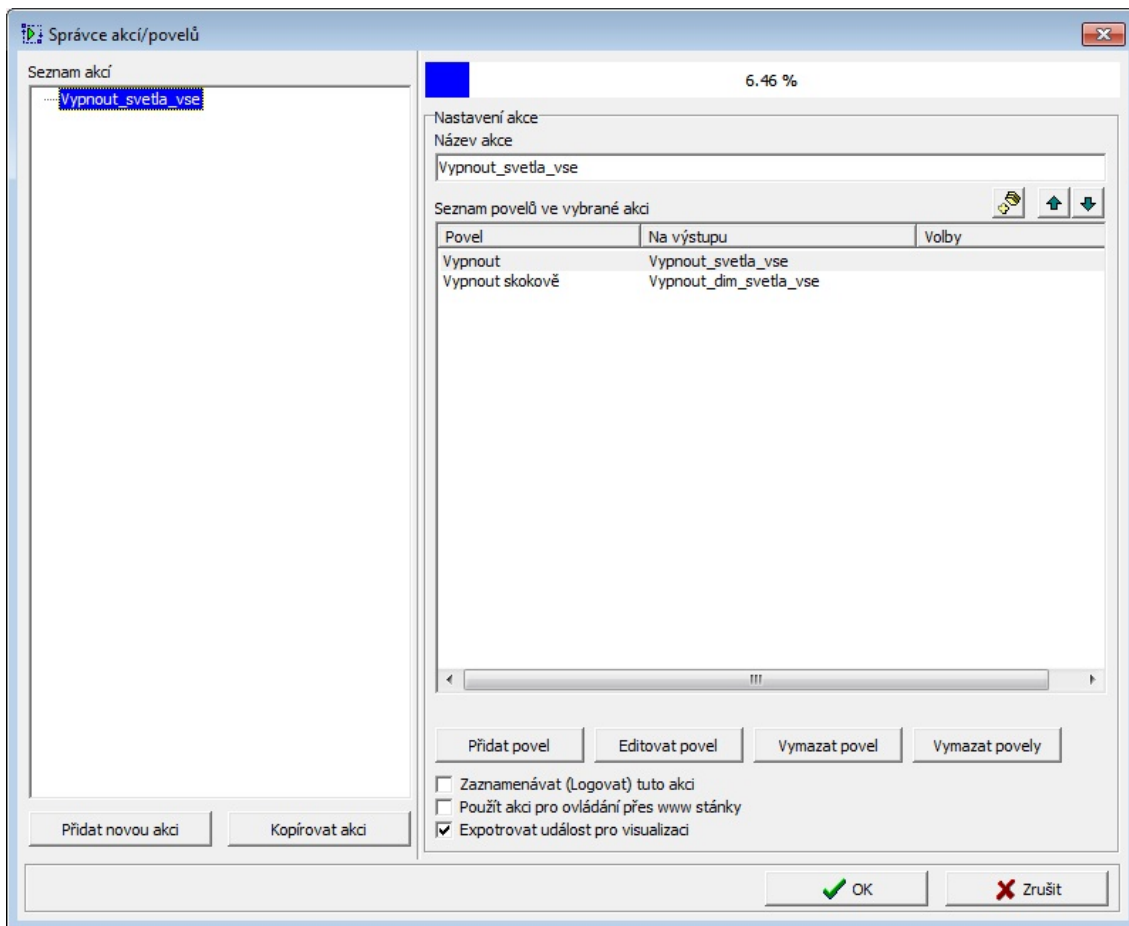 Správce akcí/povelů
Seznam akcí
Vypnout_svetla_vse
6.46 %
Nastavení akce
Název akce
Vypnout_svetla_vse
Seznam povelů ve vybrané akci
Povel Na výstupu Volby
Vypnout Vypnout_svetla_vse
Vypnout skokově Vypnout_dim_svetla_vse
Přidat povel Editovat povel Vymazat povel Vymazat povely
Zaznamenávat (Logovat) tuto akci
Použít akci pro ovládání přes www stánky
Expotrovat událost pro visualizaci
Přidat novou akci Kopírovat akci
OK Zrušit